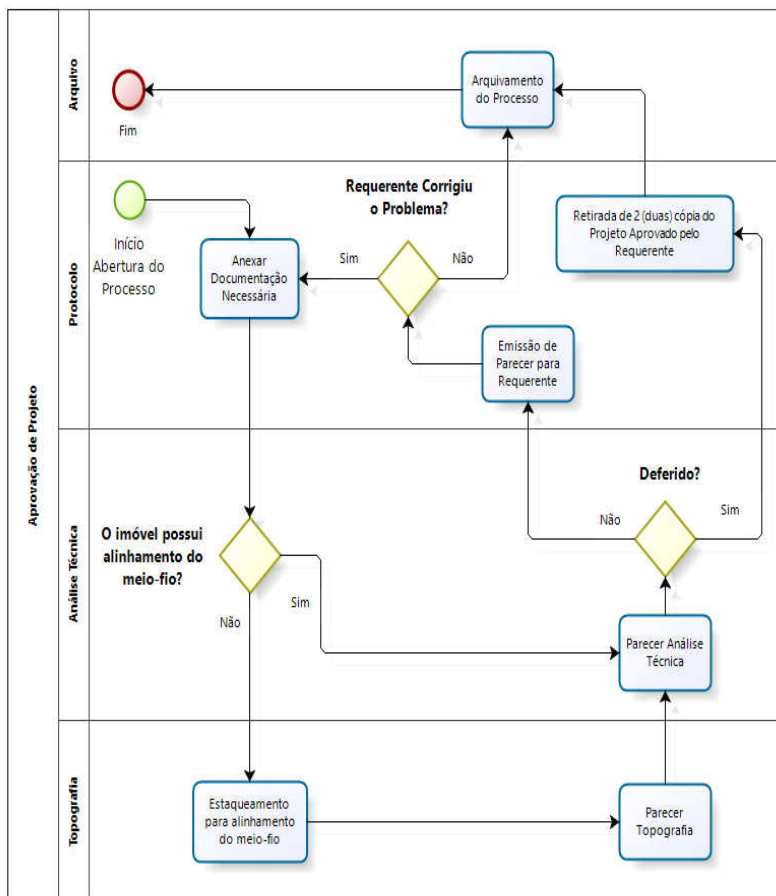 Aprovação de Projeto
Arquivo
Fim
Arquivamento
do Processo
Protocolo
Início
Abertura do
Processo
Anexar
Documentação
Necessária
Requerente Corrigiu
o Problema?
Sim
Não
Retirada de 2 (duas) cópia do
Projeto Aprovado pelo
Requerente
Emissão de
Parecer para
Requerente
Análise Técnica
O imóvel possui
alinhamento do
meio-fio?
Sim
Não
Deferido?
Não
Sim
Parecer Análise
Técnica
Topografia
Estaqueamento
para alinhamento
do meio-fio
Parecer
Topografia